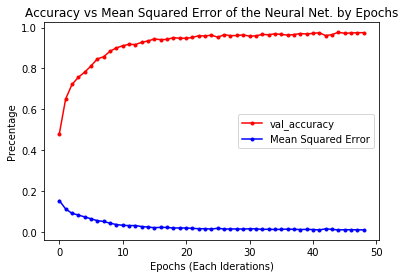 Accuracy vs Mean Squared Error of the Neural Net. by Epochs
1.0
0.8
0.6
0.4
0.2
0.0
Precentage
val_accuracy
Mean Squared Error
0 10 20 30 40 50
Epochs (Each Iderations)